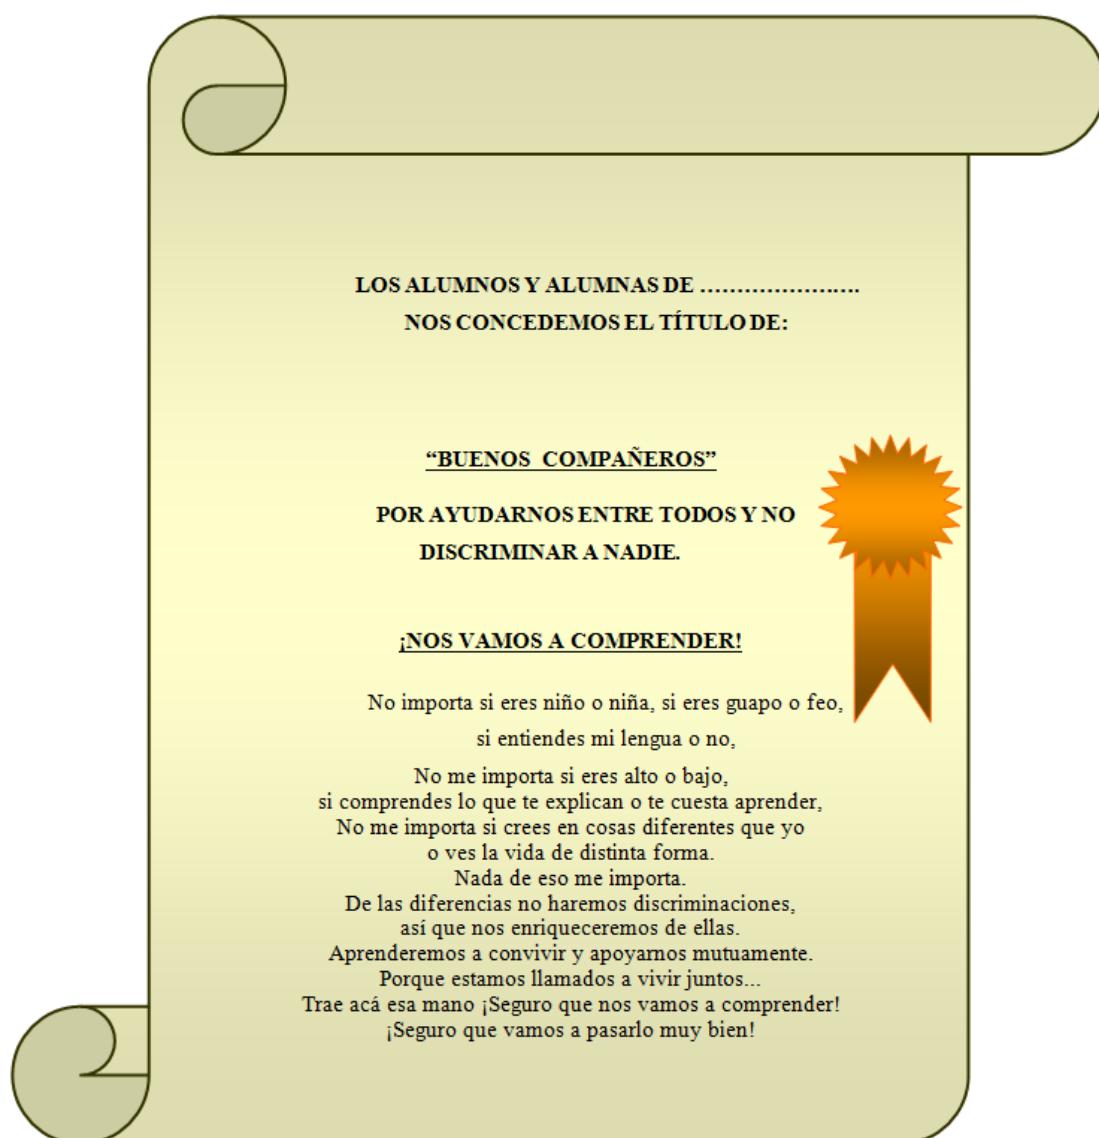 LOS ALUMNOS Y ALUMNAS DE ......................
NOS CONCEDEMOS EL TÍTULO DE:
“BUENOS COMPAÑEROS”
POR AYUDARNOS ENTRE TODOS Y NO
DISCRIMINAR A NADIE.
¡NOS VAMOS A COMPRENDER!
No importa si eres niño o niña, si eres guapo o feo,
si entiendes mi lengua o no,
No me importa si eres alto o bajo,
si comprendes lo que te explican o te cuesta aprender,
No me importa si crees en cosas diferentes que yo
o ves la vida de distinta forma.
Nada de eso me importa.
De las diferencias no haremos discriminaciones,
así que nos enriqueceremos de ellas.
Aprenderemos a convivir y apoyarnos mutuamente.
Porque estamos llamados a vivir juntos...
Trae acá esa mano ¡Seguro que nos vamos a comprender!
¡Seguro que vamos a pasarlo muy bien!